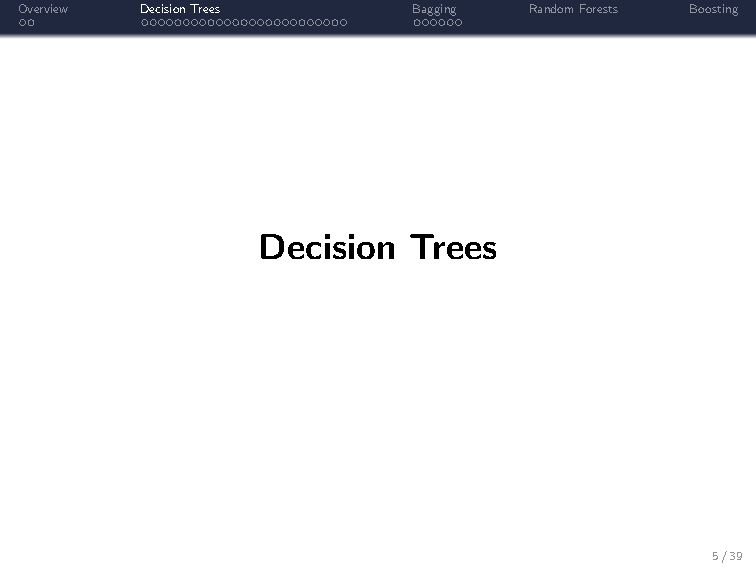 Overview Decision Trees Bagging Random Forests Boosting
Decision Trees
5 / 39